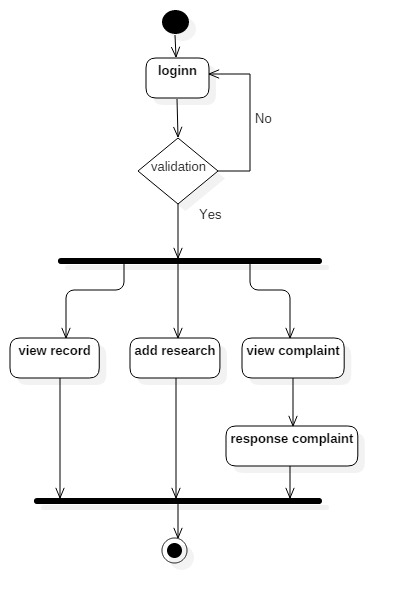 loginn
No
validation
Yes
view record
add research
view complaint
response complaint